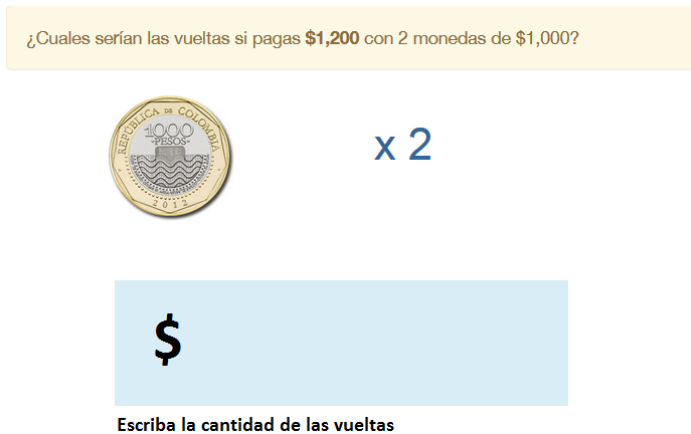 ¿Cuales serían las vueltas si pagas $1,200 con 2 monedas de $1,000?
REPÚBLICA DE COLOMBIA
1000
PESOS
2012
x 2
$
Escriba la cantidad de las vueltas